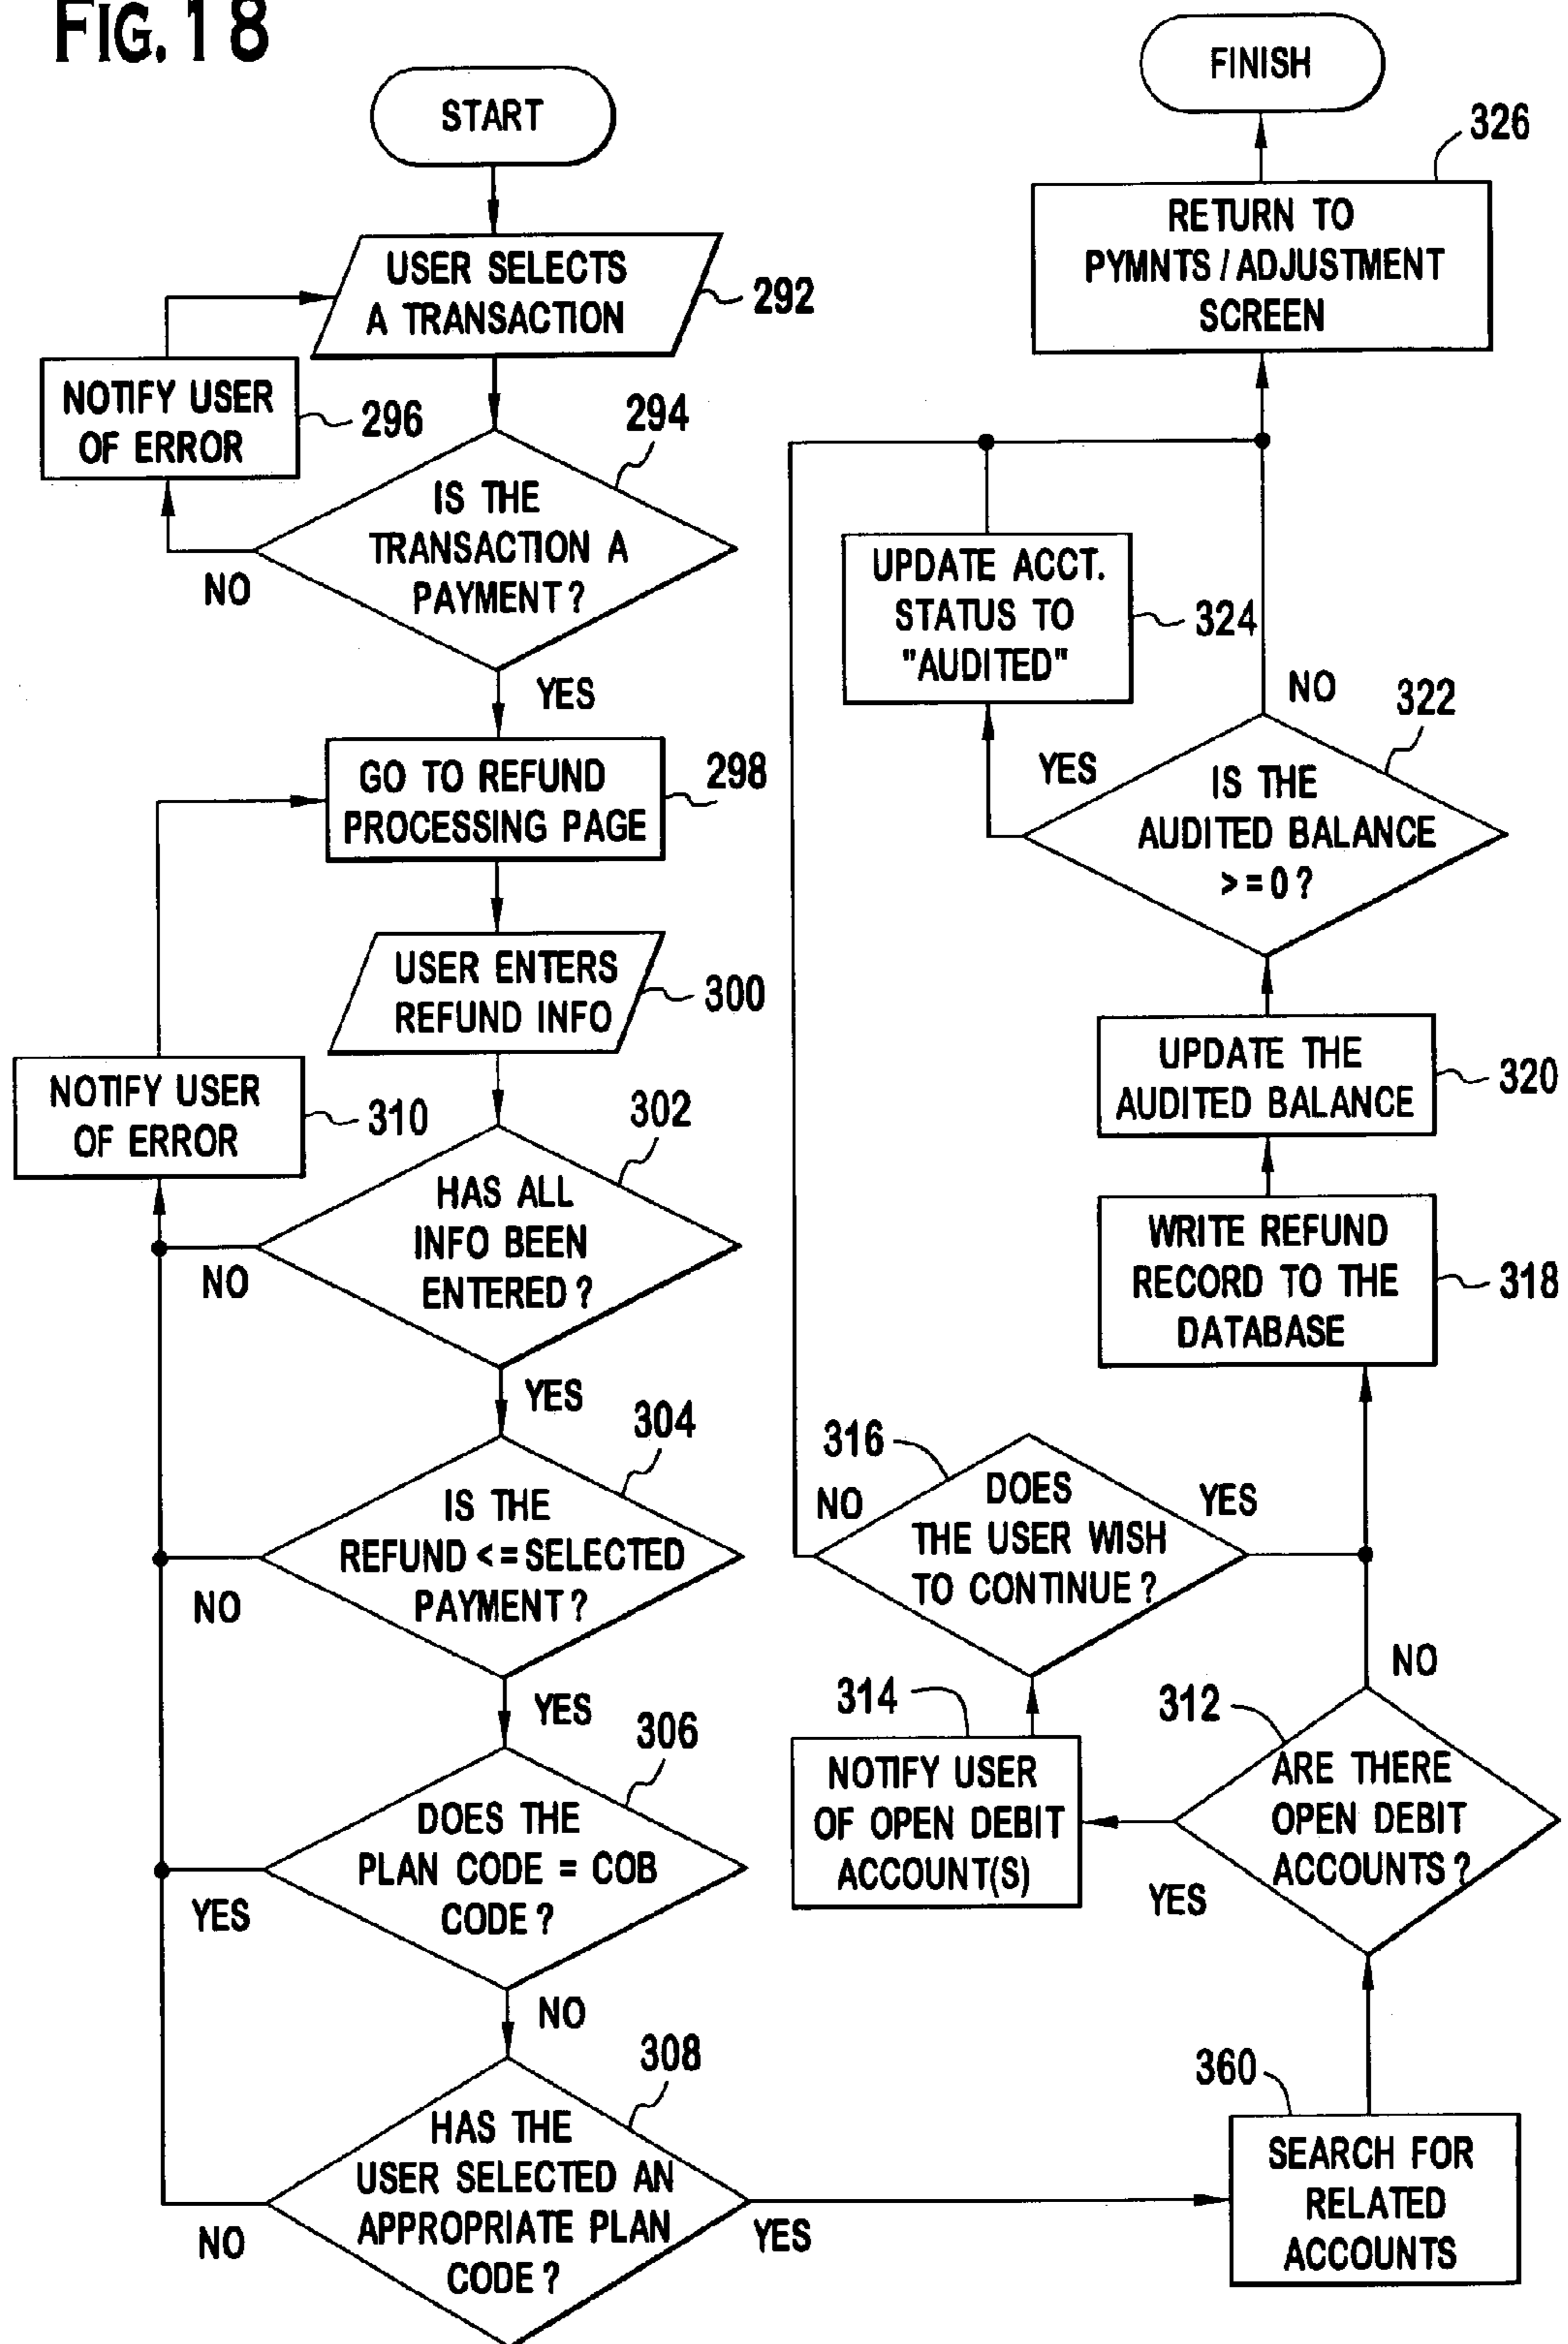 FIG. 18
START
USER SELECTS
A TRANSACTION
292
NOTIFY USER
OF ERROR
296
294
IS THE
TRANSACTION A
PAYMENT?
NO
YES
GO TO REFUND
PROCESSING PAGE
298
USER ENTERS
REFUND INFO
300
NOTIFY USER
OF ERROR
310
302
HAS ALL
INFO BEEN
ENTERED?
NO
YES
304
IS THE
REFUND <=SELECTED
PAYMENT?
NO
YES
306
DOES THE
PLAN CODE = COB
CODE?
YES
NO
308
HAS THE
USER SELECTED AN
APPROPRIATE PLAN
CODE?
NO
YES
360
SEARCH FOR
RELATED
ACCOUNTS
312
ARE THERE
OPEN DEBIT
ACCOUNTS?
YES
NO
314
NOTIFY USER
OF OPEN DEBIT
ACCOUNT(S)
316
DOES
THE USER WISH
TO CONTINUE?
NO
YES
WRITE REFUND
RECORD TO THE
DATABASE
318
UPDATE THE
AUDITED BALANCE
320
322
IS THE
AUDITED BALANCE
>=0?
YES
NO
UPDATE ACCT.
STATUS TO
"AUDITED"
324
RETURN TO
PYMNTS/ADJUSTMENT
SCREEN
326
FINISH